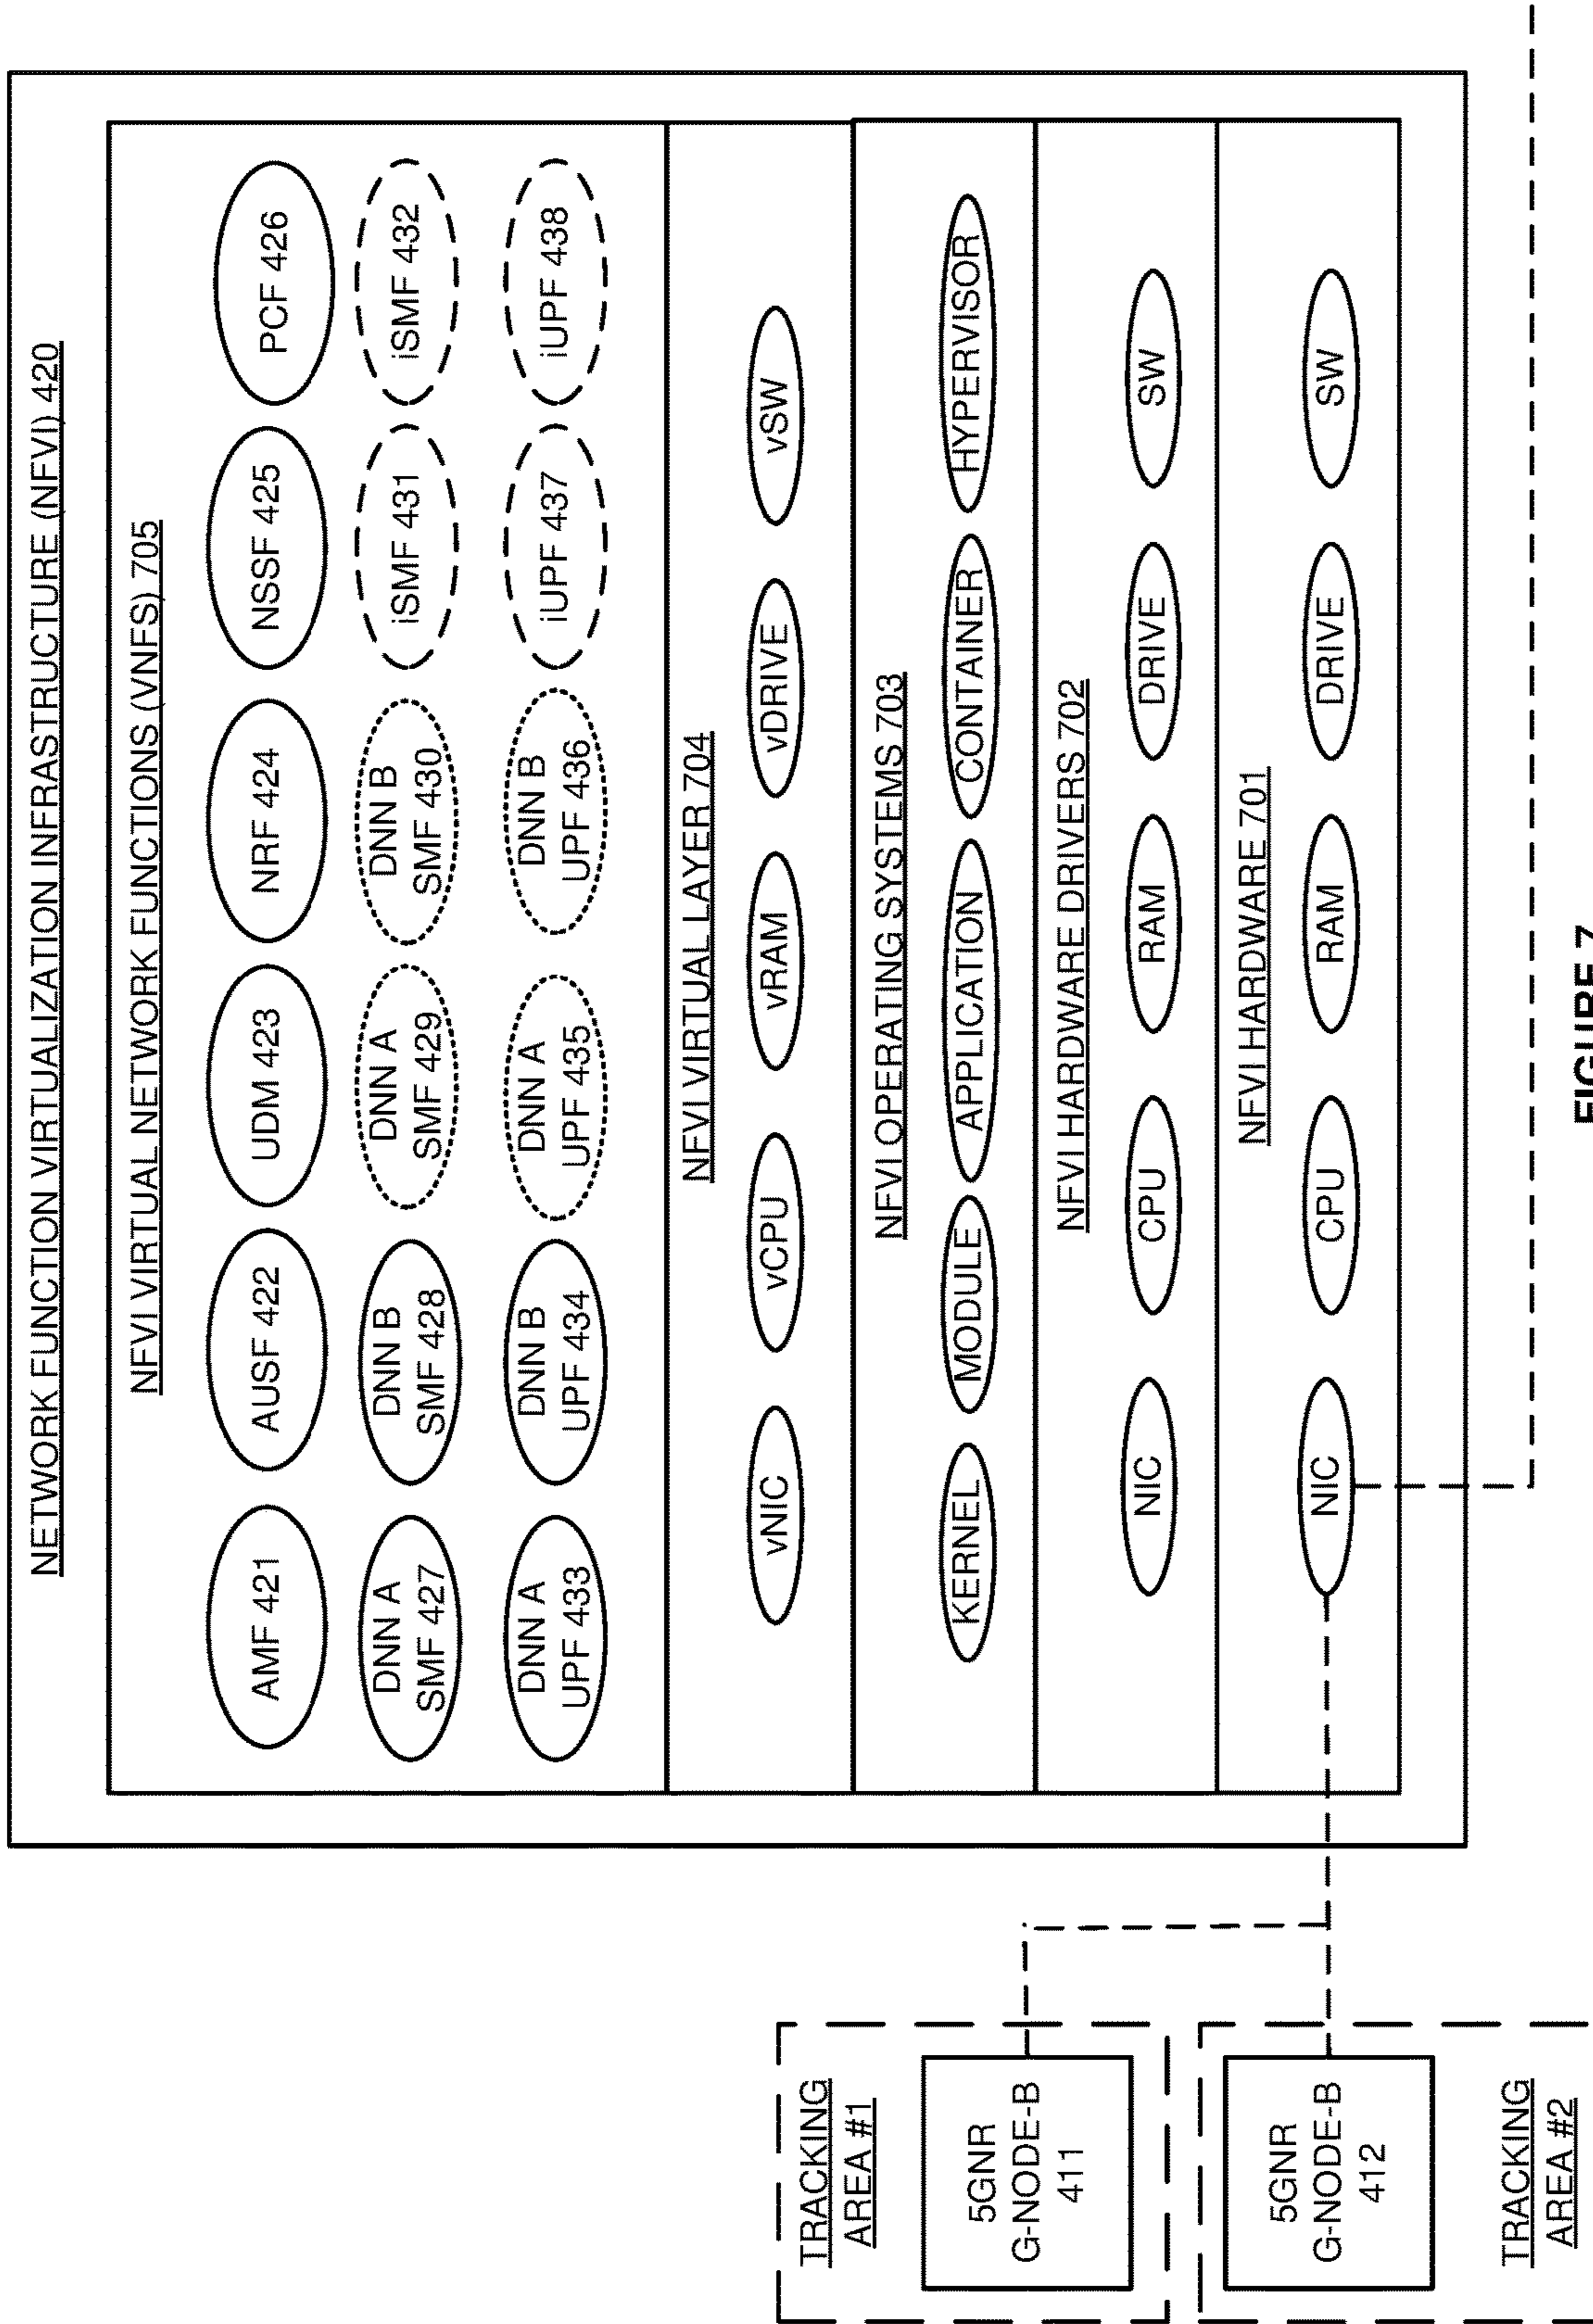 NETWORK FUNCTION VIRTUALIZATION INFRASTRUCTURE (NFVI) 420
NFVI VIRTUAL NETWORK FUNCTIONS (VNFS) 705
AMF 421
AUSF 422
UDM 423
NRF 424
NSSF 425
PCF 426
DNN A
SMF 427
DNN B
SMF 428
DNN A
SMF 429
DNN B
SMF 430
iSMF 431
iSMF 432
DNN A
UPF 433
DNN B
UPF 434
DNN A
UPF 435
DNN B
UPF 436
iUPF 437
iUPF 438
NFVI VIRTUAL LAYER 704
vNIC
vCPU
vRAM
vDRIVE
vSW
NFVI OPERATING SYSTEMS 703
KERNEL
MODULE
APPLICATION
CONTAINER
HYPERVISOR
NFVI HARDWARE DRIVERS 702
NIC
CPU
RAM
DRIVE
SW
NFVI HARDWARE 701
NIC
CPU
RAM
DRIVE
SW
TRACKING
AREA #1
5GNR
G-NODE-B
411
5GNR
G-NODE-B
412
TRACKING
AREA #2
FIGURE 7